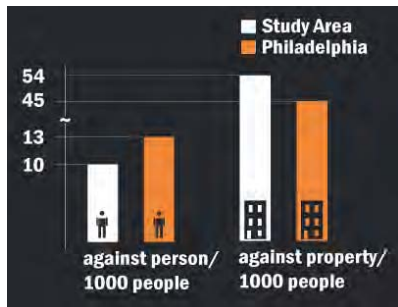 Study Area
Philadelphia
54
45
~
13
10
against person/
1000 people
against property/
1000 people